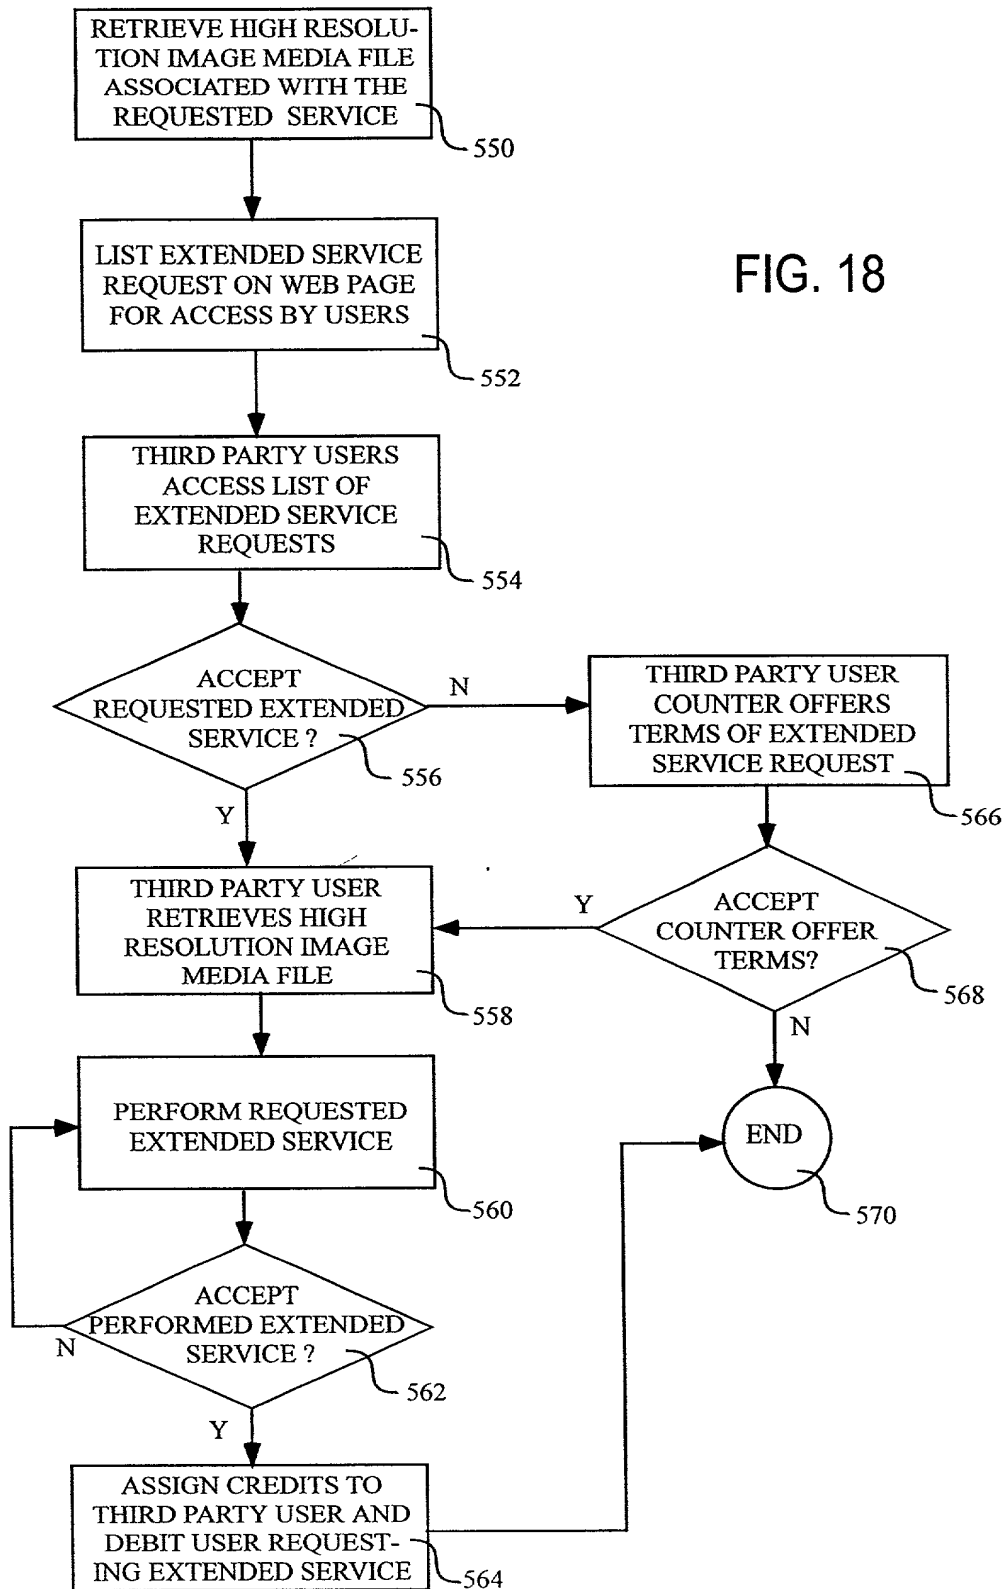 RETRIEVE HIGH RESOLU-
TION IMAGE MEDIA FILE
ASSOCIATED WITH THE
REQUESTED SERVICE
550
LIST EXTENDED SERVICE
REQUEST ON WEB PAGE
FOR ACCESS BY USERS
552
FIG. 18
THIRD PARTY USERS
ACCESS LIST OF
EXTENDED SERVICE
REQUESTS
554
ACCEPT
REQUESTED EXTENDED
SERVICE ?
556
N
Y
THIRD PARTY USER
COUNTER OFFERS
TERMS OF EXTENDED
SERVICE REQUEST
566
ACCEPT
COUNTER OFFER
TERMS?
568
Y
N
THIRD PARTY USER
RETRIEVES HIGH
RESOLUTION IMAGE
MEDIA FILE
558
PERFORM REQUESTED
EXTENDED SERVICE
560
END
570
ACCEPT
PERFORMED EXTENDED
SERVICE ?
562
N
Y
ASSIGN CREDITS TO
THIRD PARTY USER AND
DEBIT USER REQUEST-
ING EXTENDED SERVICE
564